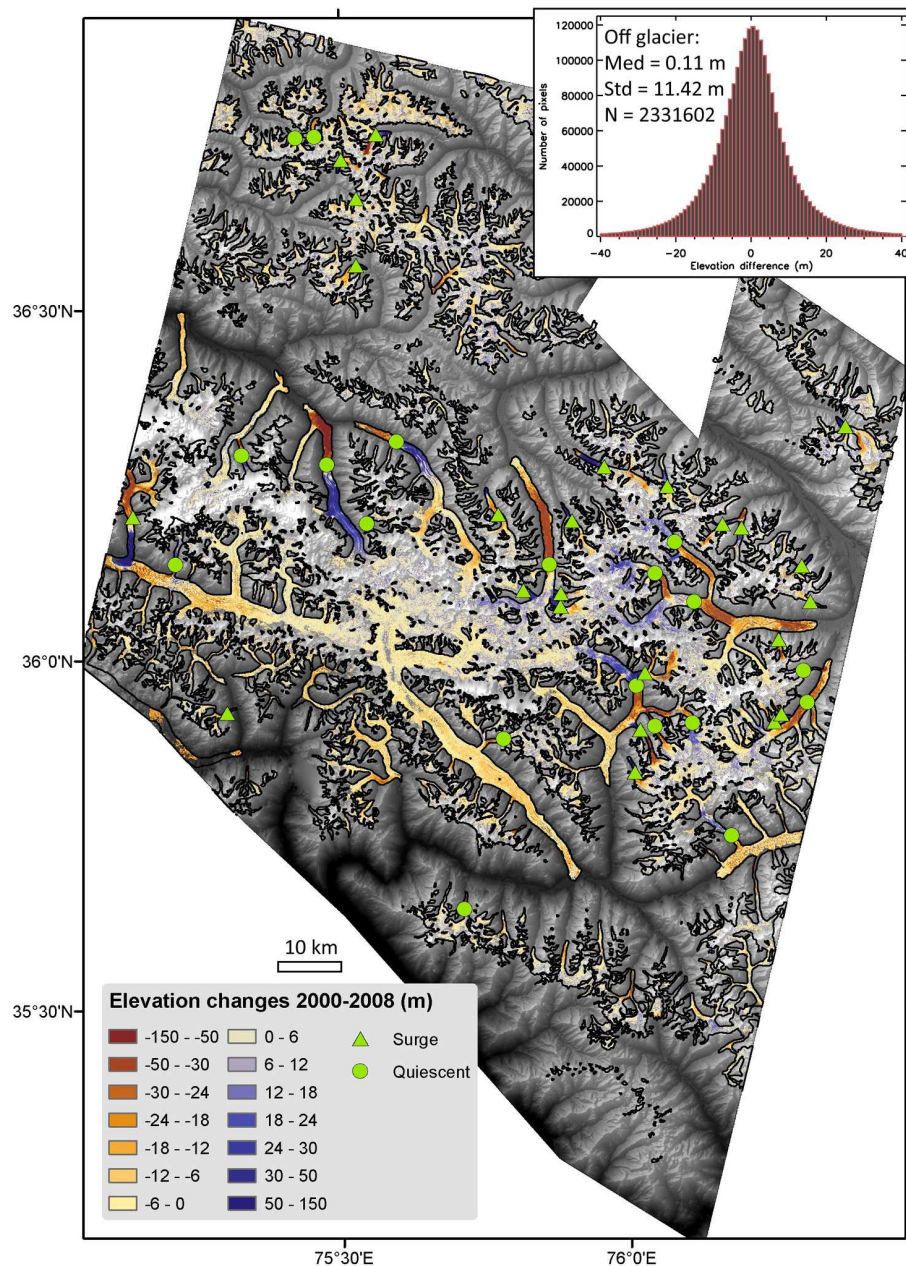 120000
100000
80000
60000
40000
20000
0
Number of pixels
Off glacier:
Med = 0.11 m
Std = 11.42 m
N = 2331602
-40 -20 0 20 40
Elevation difference (m)
36°30'N
36°0'N
35°30'N
10 km
Elevation changes 2000-2008 (m)
-150 - -50
-50 - -30
-30 - -24
-24 - -18
-18 - -12
-12 - -6
-6 - 0
0 - 6
6 - 12
12 - 18
18 - 24
24 - 30
30 - 50
50 - 150
Surge
Quiescent
75°30'E
76°0'E